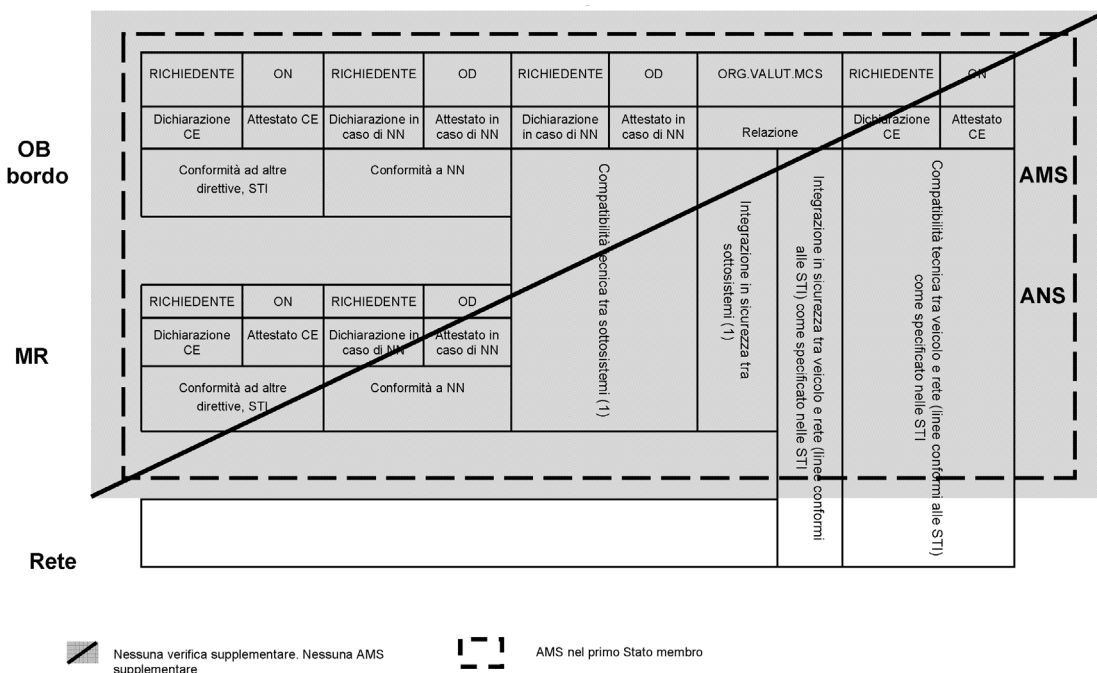 RICHIEDENTE ON RICHIEDENTE OD RICHIEDENTE OD ORG.VALUT.MCS RICHIEDENTE ON
Dichiarazione CE
Attestato CE
Dichiarazione in caso di NN
Attestato in caso di NN
Dichiarazione in caso di NN
Attestato in caso di NN
Relazione
Dichiarazione CE
Attestato CE
OB
bordo
Conformità ad altre
direttive, STI
Conformità a NN
Compatibilità tecnica tra sottosistemi (1)
Integrazione in sicurezza tra
sottosistemi (1)
Integrazione in sicurezza tra veicolo e rete (linee conformi
alle STI) come specificato nelle STI
Compatibilità tecnica tra veicolo e rete (linee conformi alle STI)
come specificato nelle STI
AMS
ANS
RICHIEDENTE ON RICHIEDENTE OD
Dichiarazione CE
Attestato CE
Dichiarazione in caso di NN
Attestato in caso di NN
MR
Conformità ad altre
direttive, STI
Conformità a NN
Rete
Nessuna verifica supplementare. Nessuna AMS
supplementare
AMS nel primo Stato membro